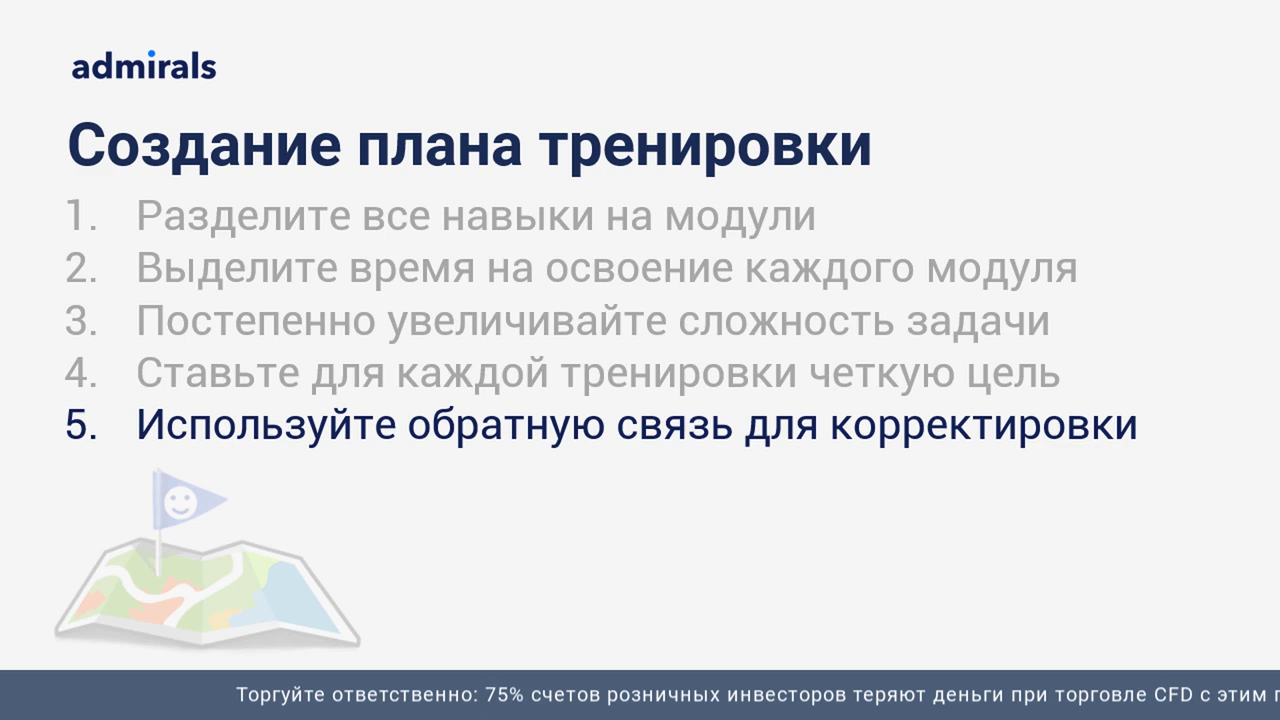 admirals
Создание плана тренировки
1. Разделите все навыки на модули
2. Выделите время на освоение каждого модуля
3. Постепенно увеличивайте сложность задачи
4. Ставьте для каждой тренировки четкую цель
5. Используйте обратную связь для корректировки
Торгуйте ответственно: 75% счетов розничных инвесторов теряют деньги при торговле CFD с этим